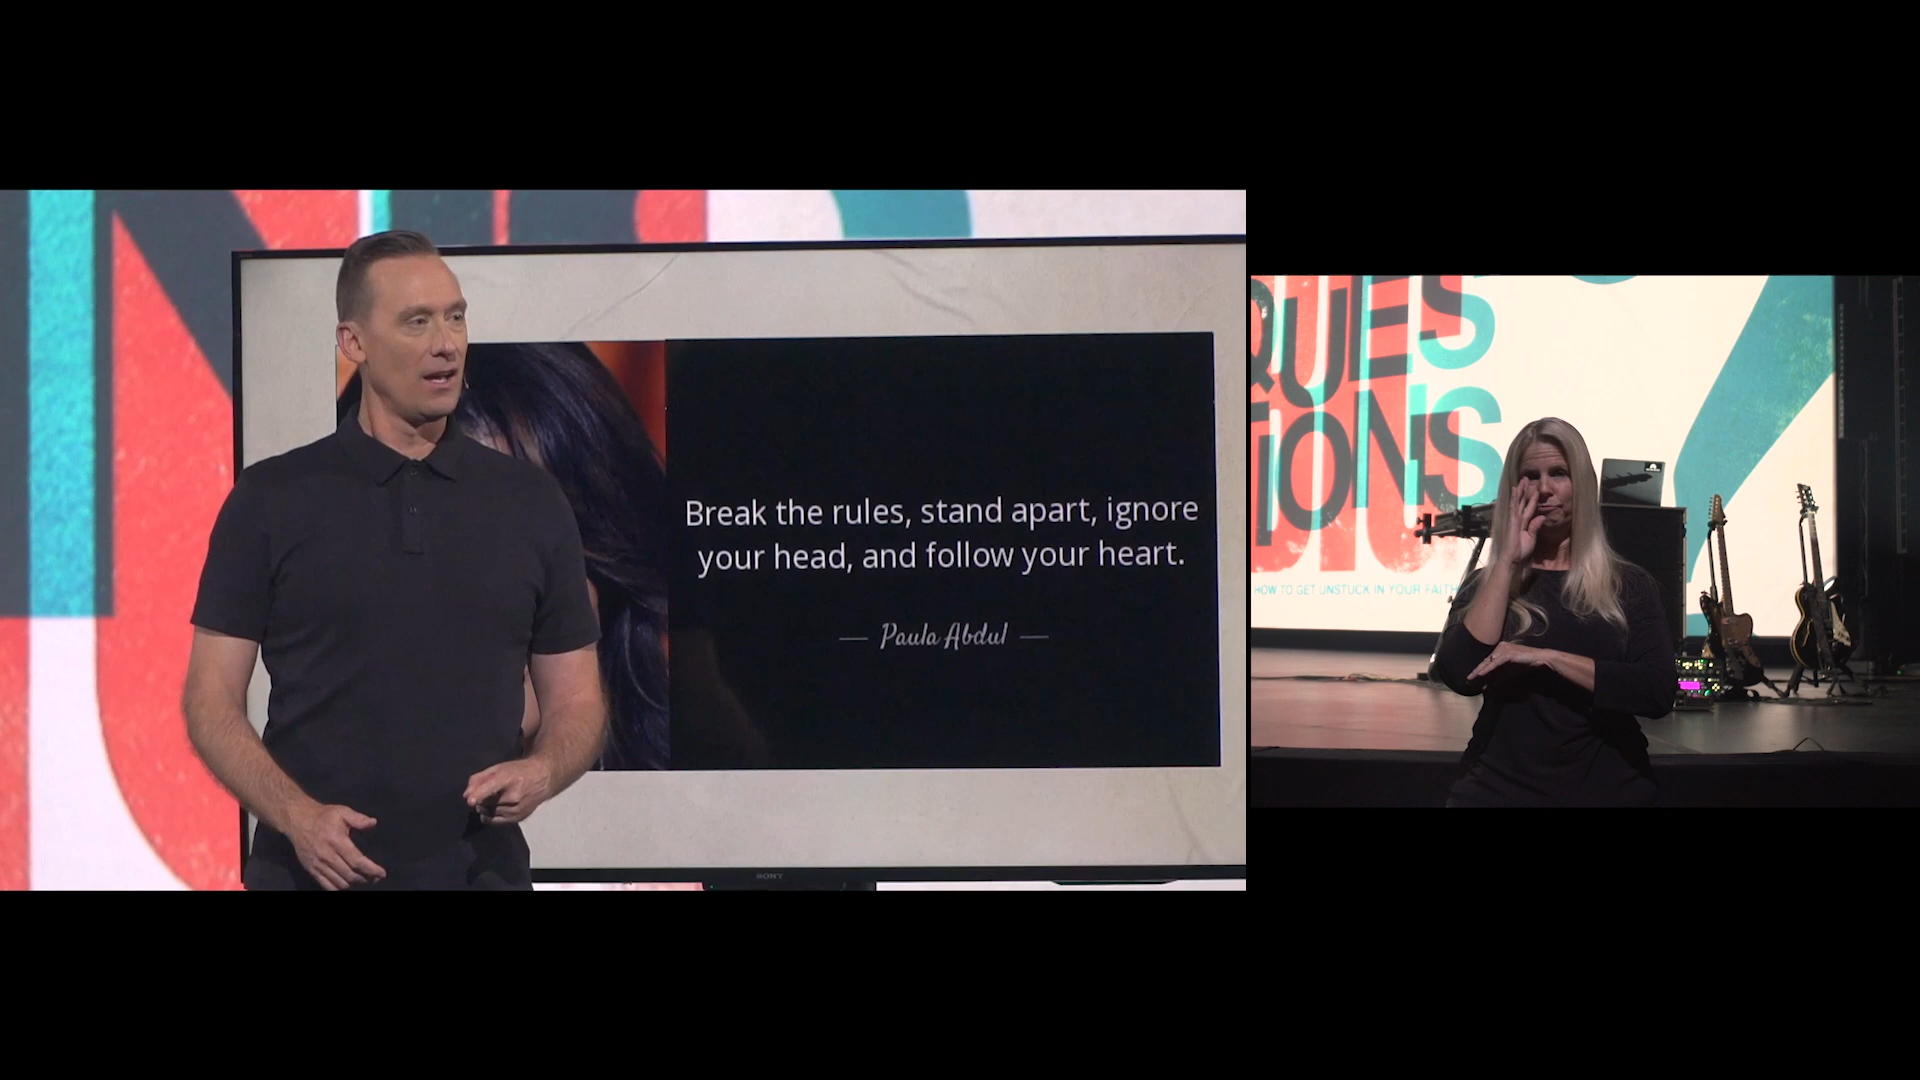 Break the rules, stand apart, ignore
your head, and follow your heart.
— Paula Abdul —
SONY
QUES
TIONS
HOW TO GET UNSTUCK IN YOUR FAITH